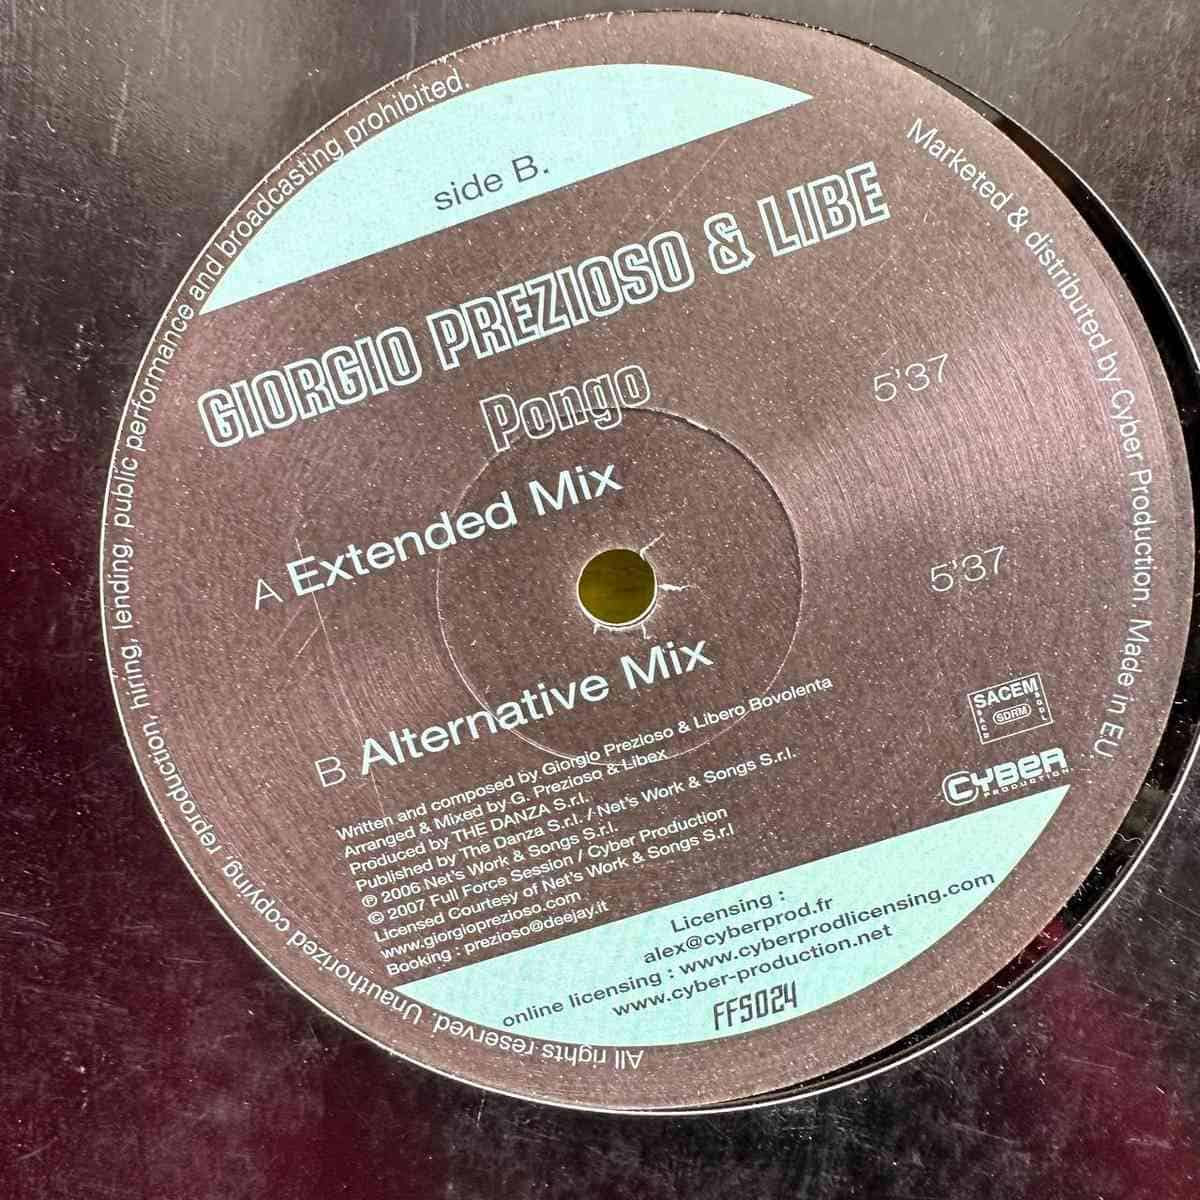 side B.
GIORGIO PREZIOSO & LIBE
Pongo
A Extended Mix 5'37
B Alternative Mix 5'37
Written and composed by Giorgio Prezioso & Libero Bovolenta
Arranged & Mixed by G. Prezioso & Libex
Produced by THE DANZA S.r.l.
Published by The Danza S.r.l. / Net's Work & Songs S.r.l.
℗ 2006 Net's Work & Songs S.r.l.
© 2007 Full Force Session / Cyber Production
Licensed Courtesy of Net's Work & Songs S.r.l
www.giorgioprezioso.com
Booking : prezioso@deejay.it
SACEM
SACD SDRM SGDL
CYBER
PRODUCTION
Licensing :
alex@cyberprod.fr
online licensing : www.cyberprodlicensing.com
www.cyber-production.net
FFS024
All rights reserved. Unauthorized copying, reproduction, hiring, lending, public performance and broadcasting prohibited.
Marketed & distributed by Cyber Production. Made in EU.